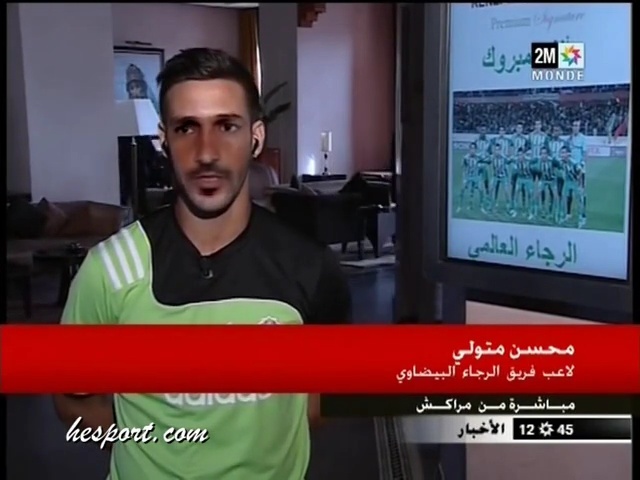 Premium Signature
مبروك
2M
MONDE
الرجاء العالمي
محسن متولي
لاعب فريق الرجاء البيضاوي
adidas
مباشرة من مراكش
الأخبار 12 45
hesport.com